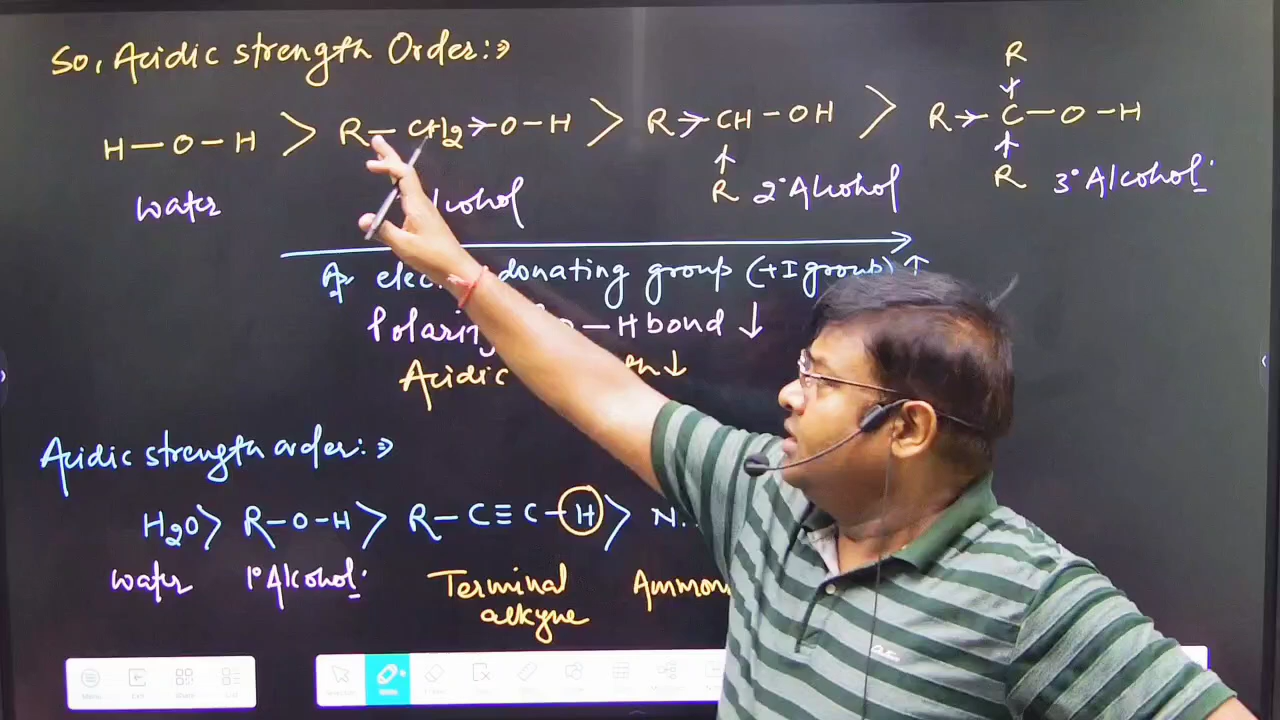 So, Acidic strength Order:⇒
R
H—O—H > R—CH2→O—H > R→CH—OH > R→C—O—H
R R
water lcohol 2°Alcohol 3°Alcohol.
donating group (+I group)↑
—H bond ↓
Acidic ↓
Acidic strength order:⇒
H2O > R—O—H > R—C≡C—H > N
water 1°Alcohol. Terminal Ammon
alkyne